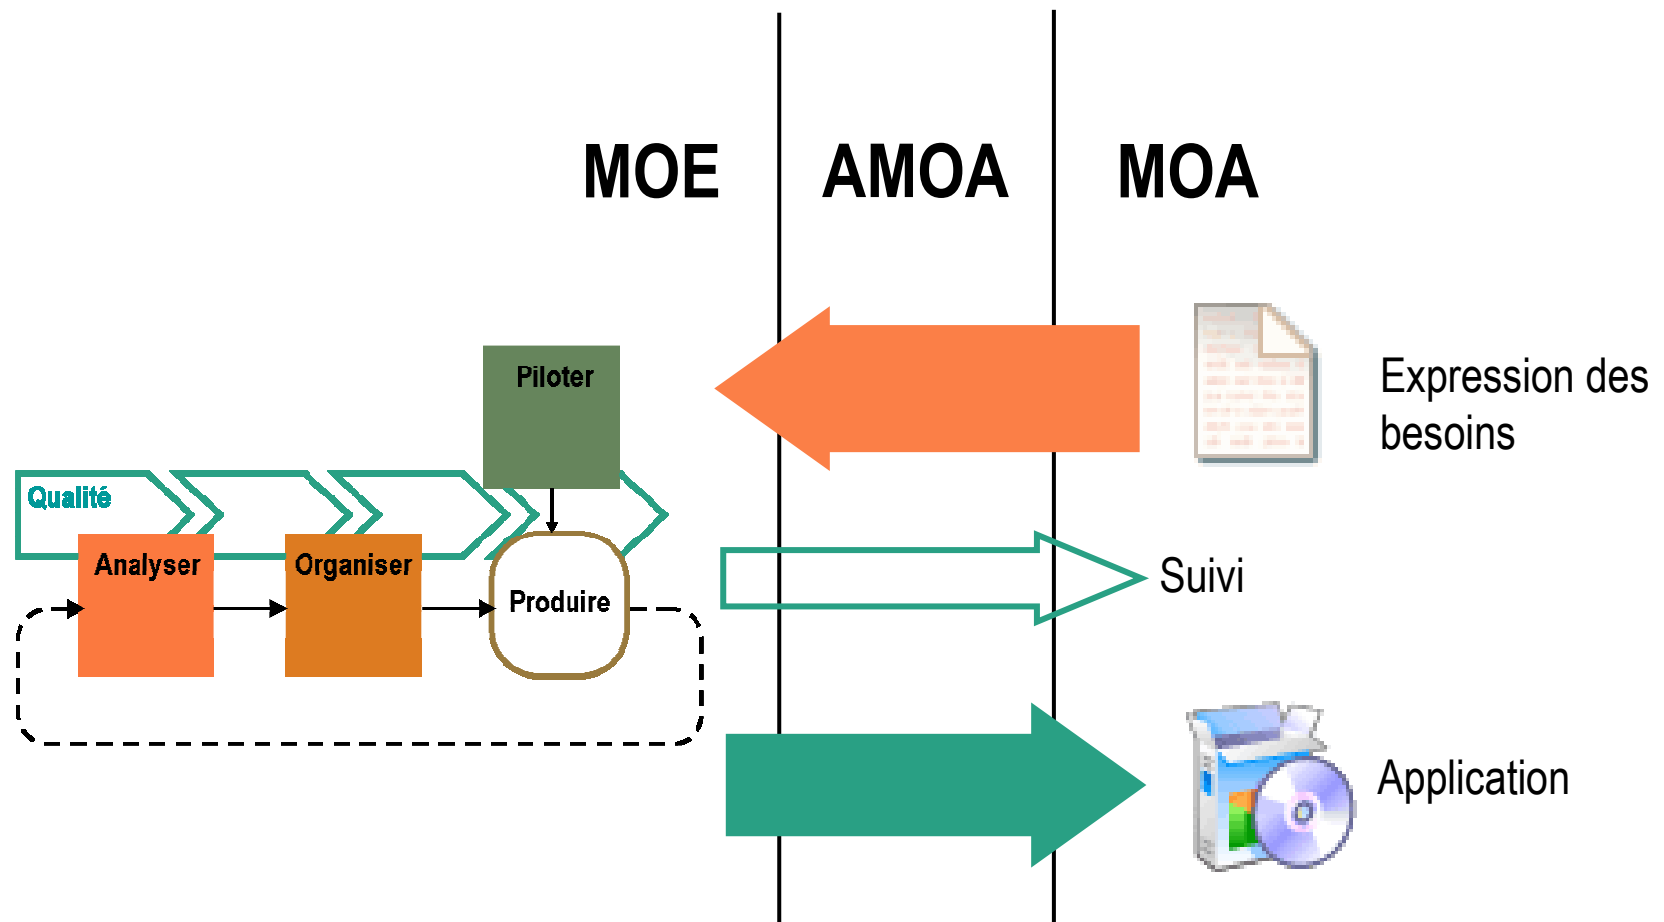 MOE
AMOA
MOA
Expression des
besoins
Piloter
Qualité
Analyser
Organiser
Produire
Suivi
Application